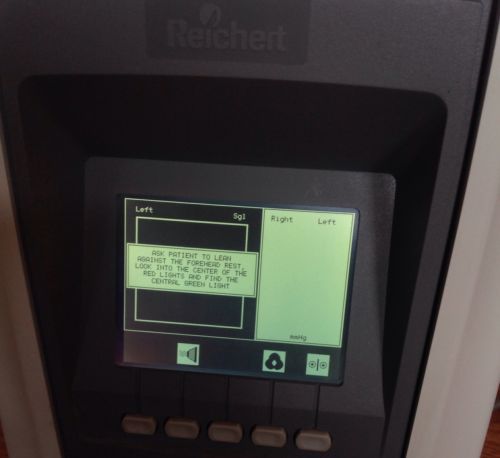 Reichert
Left Sgl
Right Left
ASK PATIENT TO LEAN
AGAINST THE FOREHEAD REST,
LOOK INTO THE CENTER OF THE
RED LIGHTS AND FIND THE
CENTRAL GREEN LIGHT
mmHg